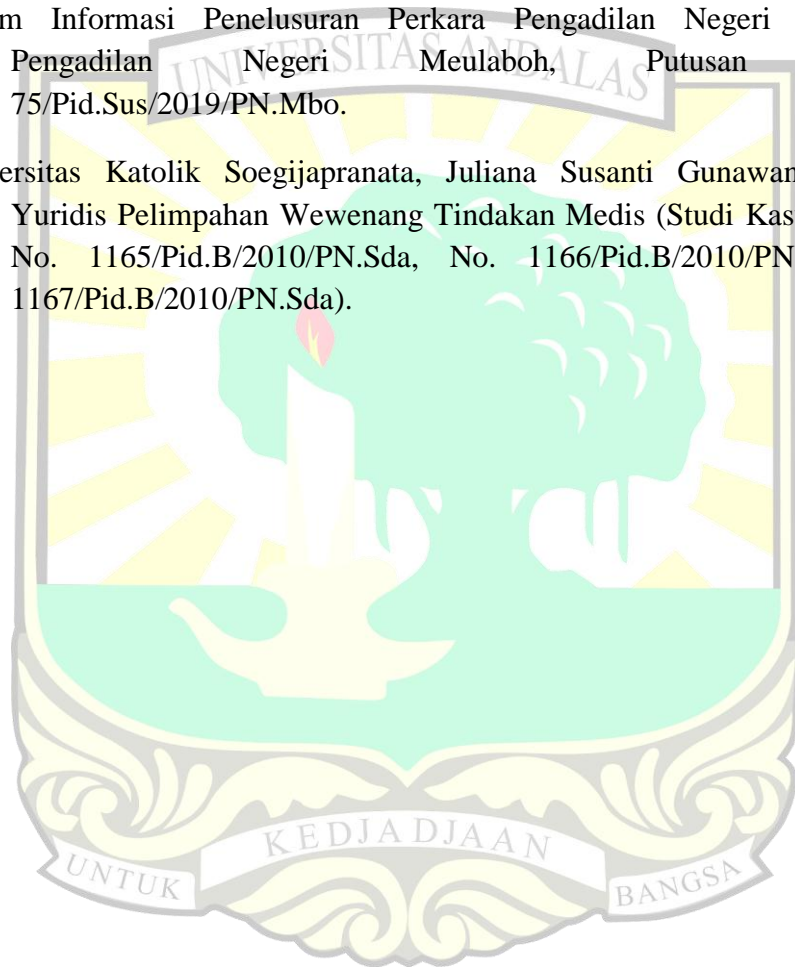 m Informasi Penelusuran Perkara Pengadilan Negeri
Pengadilan Negeri Meulaboh, Putusan
UNIVERSITAS ANDALAS
75/Pid.Sus/2019/PN.Mbo.
ersitas Katolik Soegijapranata, Juliana Susanti Gunawan
Yuridis Pelimpahan Wewenang Tindakan Medis (Studi Kas
No. 1165/Pid.B/2010/PN.Sda, No. 1166/Pid.B/2010/PN
1167/Pid.B/2010/PN.Sda).
KEDJADJAAN
UNTUK BANGSA